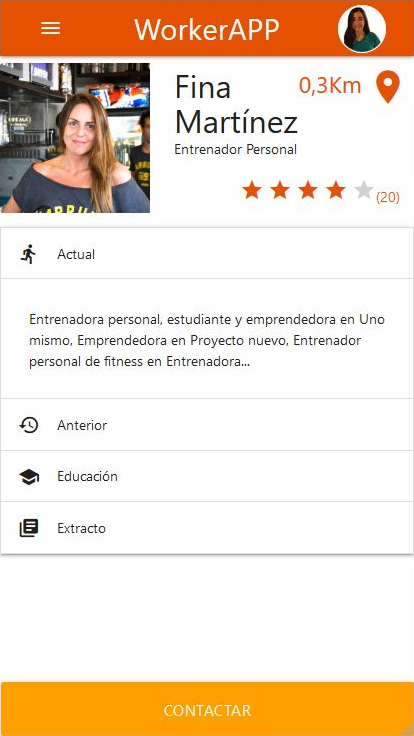 WorkerAPP
Fina
Martínez
0,3Km
Entrenador Personal
(20)
Actual
Entrenadora personal, estudiante y emprendedora en Uno
mismo, Emprendedora en Proyecto nuevo, Entrenador
personal de fitness en Entrenadora...
Anterior
Educación
Extracto
CONTACTAR